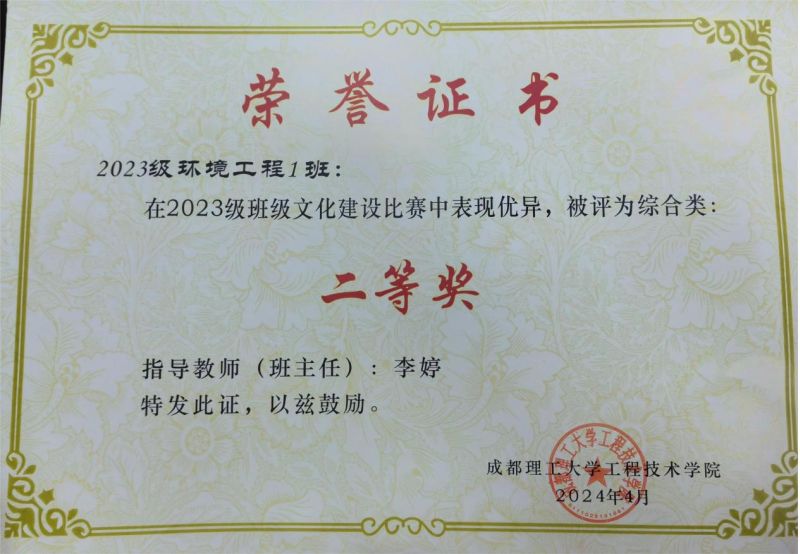 荣誉证书
2023级环境工程1班：
在2023级班级文化建设比赛中表现优异，被评为综合类：
二等奖
指导教师（班主任）：李婷
特发此证，以兹鼓励。
成都理工大学工程技术学院
2024年4月